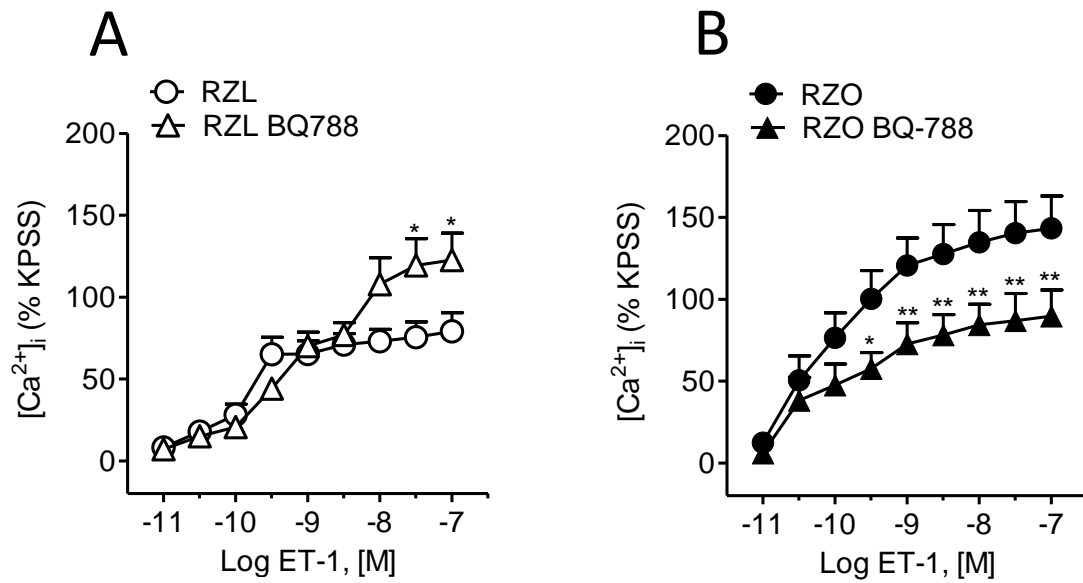 A
RZL
RZL BQ788
200
150
100
50
0
[Ca2+]i (% KPSS)
* *
-11 -10 -9 -8 -7
Log ET-1, [M]
B
RZO
RZO BQ-788
200
150
100
50
0
[Ca2+]i (% KPSS)
* ** ** ** ** **
-11 -10 -9 -8 -7
Log ET-1, [M]